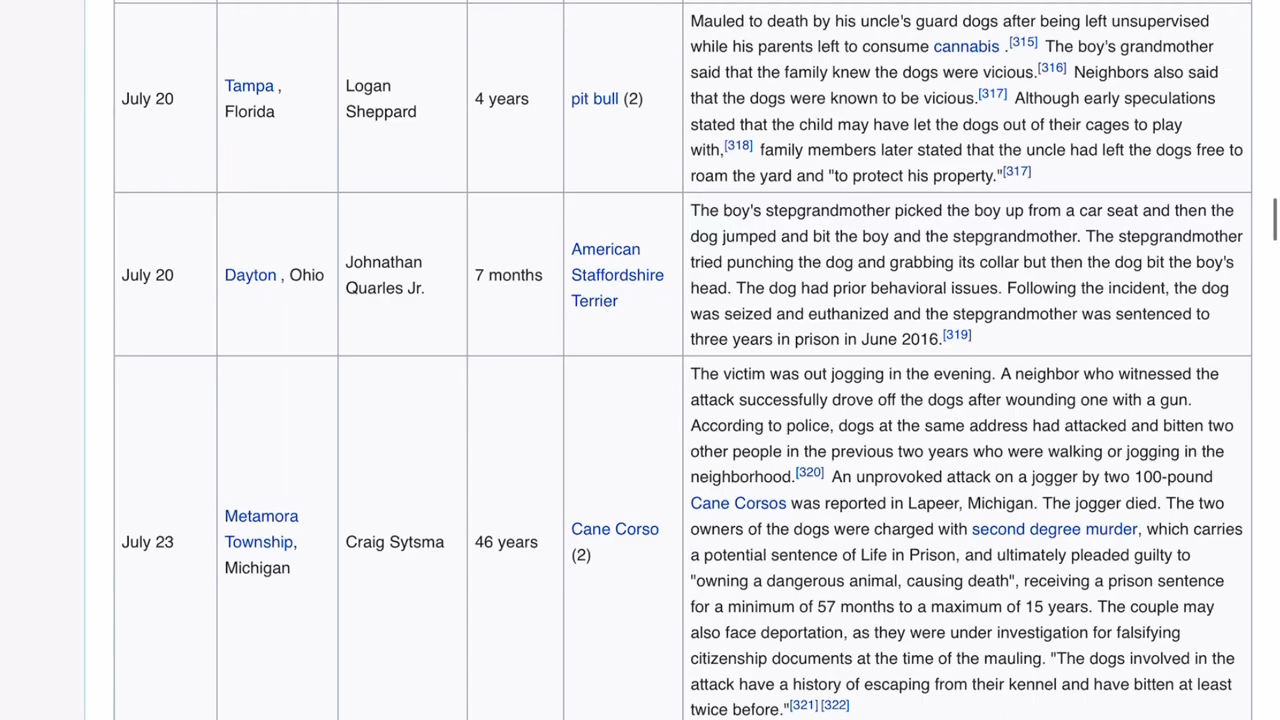 July 20
Tampa ,
Florida
Logan
Sheppard
4 years
pit bull (2)
Mauled to death by his uncle's guard dogs after being left unsupervised
while his parents left to consume cannabis .[315] The boy's grandmother
said that the family knew the dogs were vicious.[316] Neighbors also said
that the dogs were known to be vicious.[317] Although early speculations
stated that the child may have let the dogs out of their cages to play
with,[318] family members later stated that the uncle had left the dogs free to
roam the yard and "to protect his property."[317]
July 20
Dayton , Ohio
Johnathan
Quarles Jr.
7 months
American
Staffordshire
Terrier
The boy's stepgrandmother picked the boy up from a car seat and then the
dog jumped and bit the boy and the stepgrandmother. The stepgrandmother
tried punching the dog and grabbing its collar but then the dog bit the boy's
head. The dog had prior behavioral issues. Following the incident, the dog
was seized and euthanized and the stepgrandmother was sentenced to
three years in prison in June 2016.[319]
July 23
Metamora
Township,
Michigan
Craig Sytsma
46 years
Cane Corso
(2)
The victim was out jogging in the evening. A neighbor who witnessed the
attack successfully drove off the dogs after wounding one with a gun.
According to police, dogs at the same address had attacked and bitten two
other people in the previous two years who were walking or jogging in the
neighborhood.[320] An unprovoked attack on a jogger by two 100-pound
Cane Corsos was reported in Lapeer, Michigan. The jogger died. The two
owners of the dogs were charged with second degree murder, which carries
a potential sentence of Life in Prison, and ultimately pleaded guilty to
"owning a dangerous animal, causing death", receiving a prison sentence
for a minimum of 57 months to a maximum of 15 years. The couple may
also face deportation, as they were under investigation for falsifying
citizenship documents at the time of the mauling. "The dogs involved in the
attack have a history of escaping from their kennel and have bitten at least
twice before."[321][322]